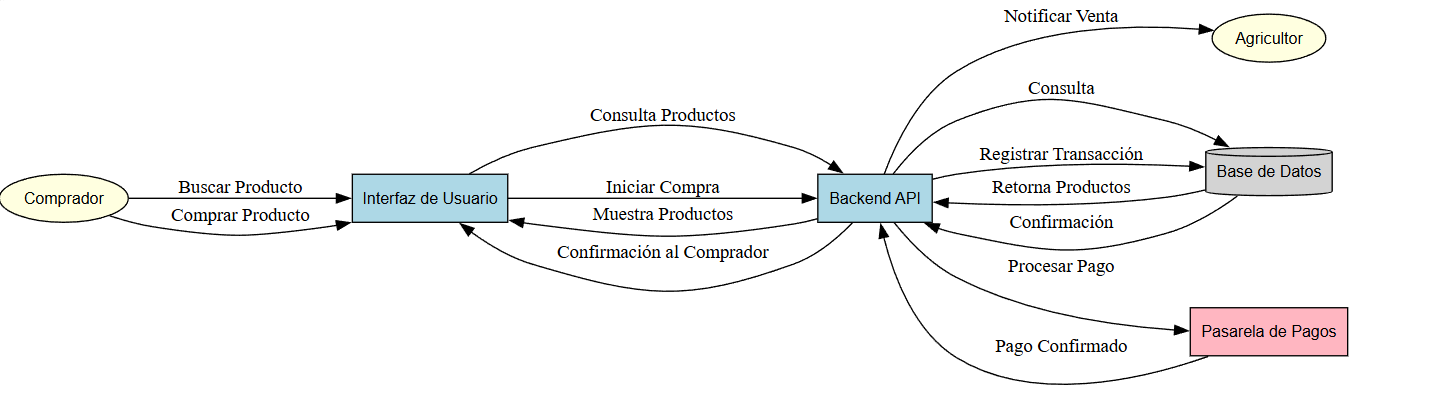 Notificar Venta
Agricultor
Consulta
Consulta Productos
Registrar Transacción
Base de Datos
Buscar Producto
Iniciar Compra
Retorna Productos
Comprador
Interfaz de Usuario
Backend API
Comprar Producto
Muestra Productos
Confirmación
Confirmación al Comprador
Procesar Pago
Pasarela de Pagos
Pago Confirmado